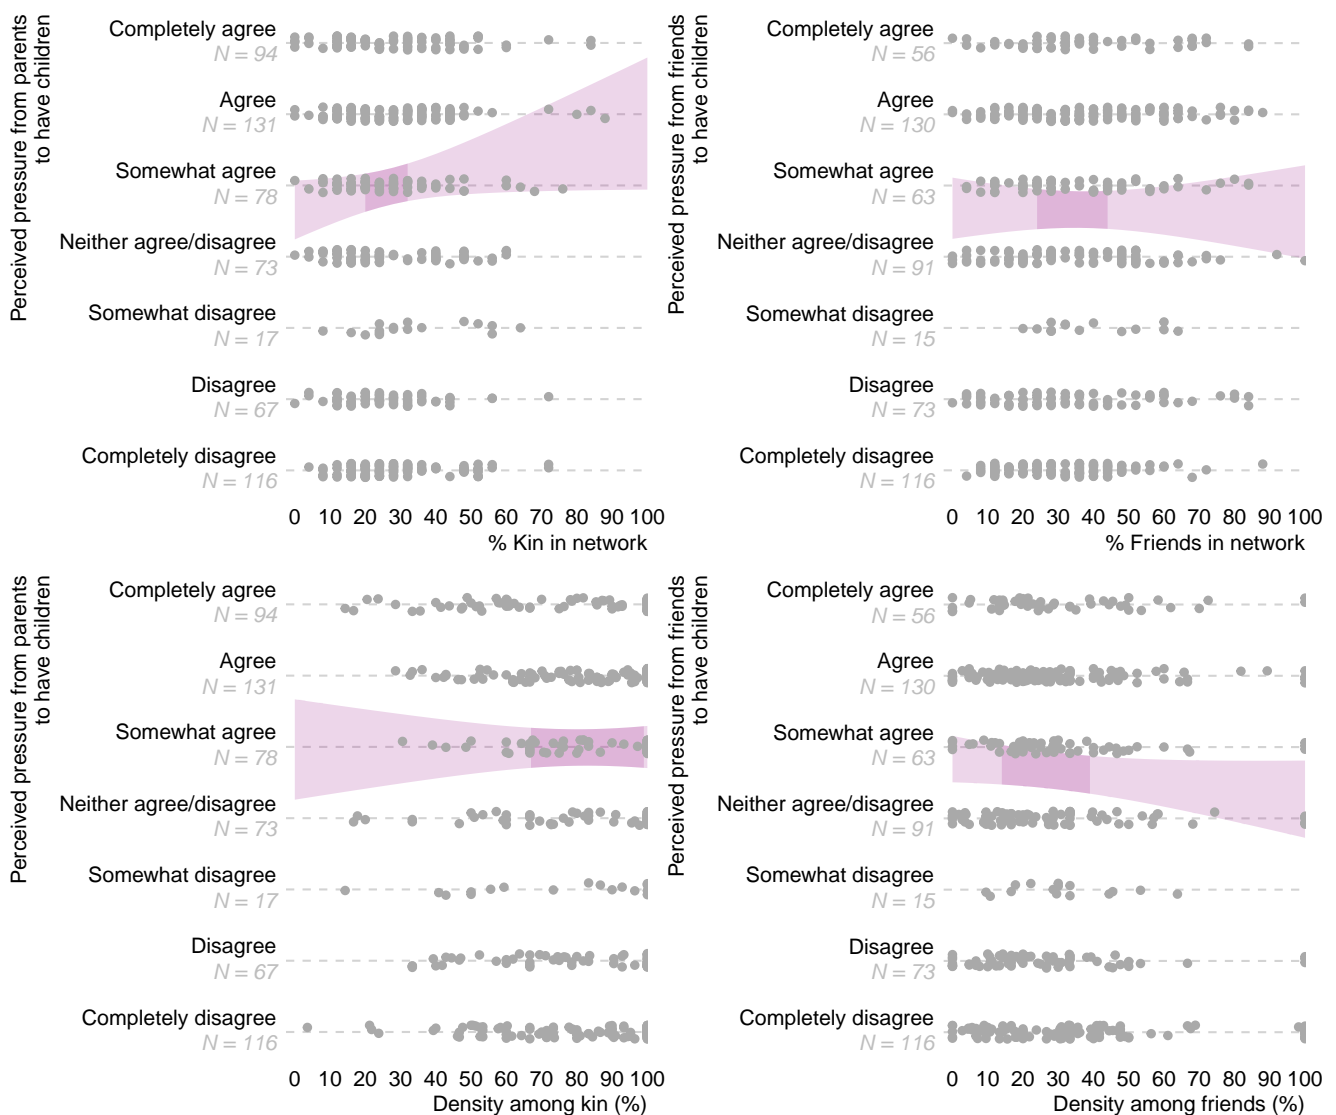 Perceived pressure from parents
to have children
Completely agree
N = 94
Agree
N = 131
Somewhat agree
N = 78
Neither agree/disagree
N = 73
Somewhat disagree
N = 17
Disagree
N = 67
Completely disagree
N = 116
0 10 20 30 40 50 60 70 80 90 100
% Kin in network
Perceived pressure from friends
to have children
Completely agree
N = 56
Agree
N = 130
Somewhat agree
N = 63
Neither agree/disagree
N = 91
Somewhat disagree
N = 15
Disagree
N = 73
Completely disagree
N = 116
0 10 20 30 40 50 60 70 80 90 100
% Friends in network
Perceived pressure from parents
to have children
Completely agree
N = 94
Agree
N = 131
Somewhat agree
N = 78
Neither agree/disagree
N = 73
Somewhat disagree
N = 17
Disagree
N = 67
Completely disagree
N = 116
0 10 20 30 40 50 60 70 80 90 100
Density among kin (%)
Perceived pressure from friends
to have children
Completely agree
N = 56
Agree
N = 130
Somewhat agree
N = 63
Neither agree/disagree
N = 91
Somewhat disagree
N = 15
Disagree
N = 73
Completely disagree
N = 116
0 10 20 30 40 50 60 70 80 90 100
Density among friends (%)